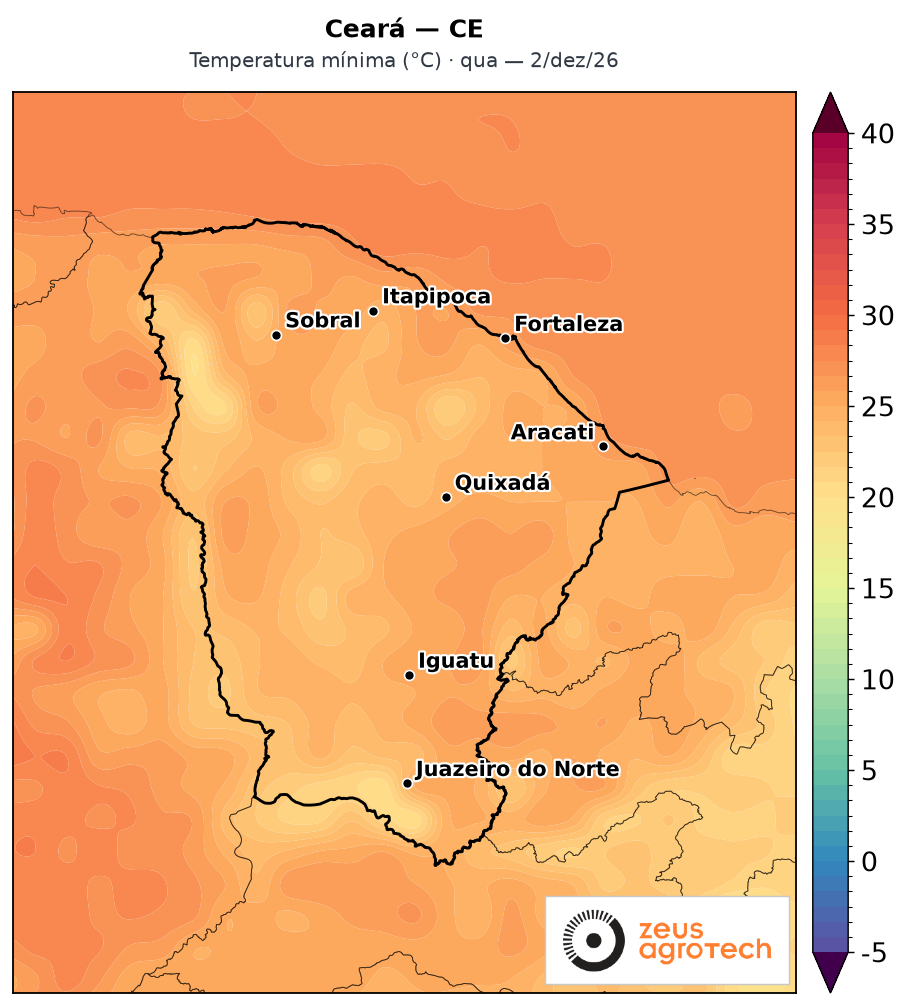 Ceará — CE
Temperatura mínima (°C) · qua — 2/dez/26
40
35
30
25
20
15
10
5
0
-5
Itapipoca
Sobral
Fortaleza
Aracati
Quixadá
Iguatu
Juazeiro do Norte
zeus
agrotech